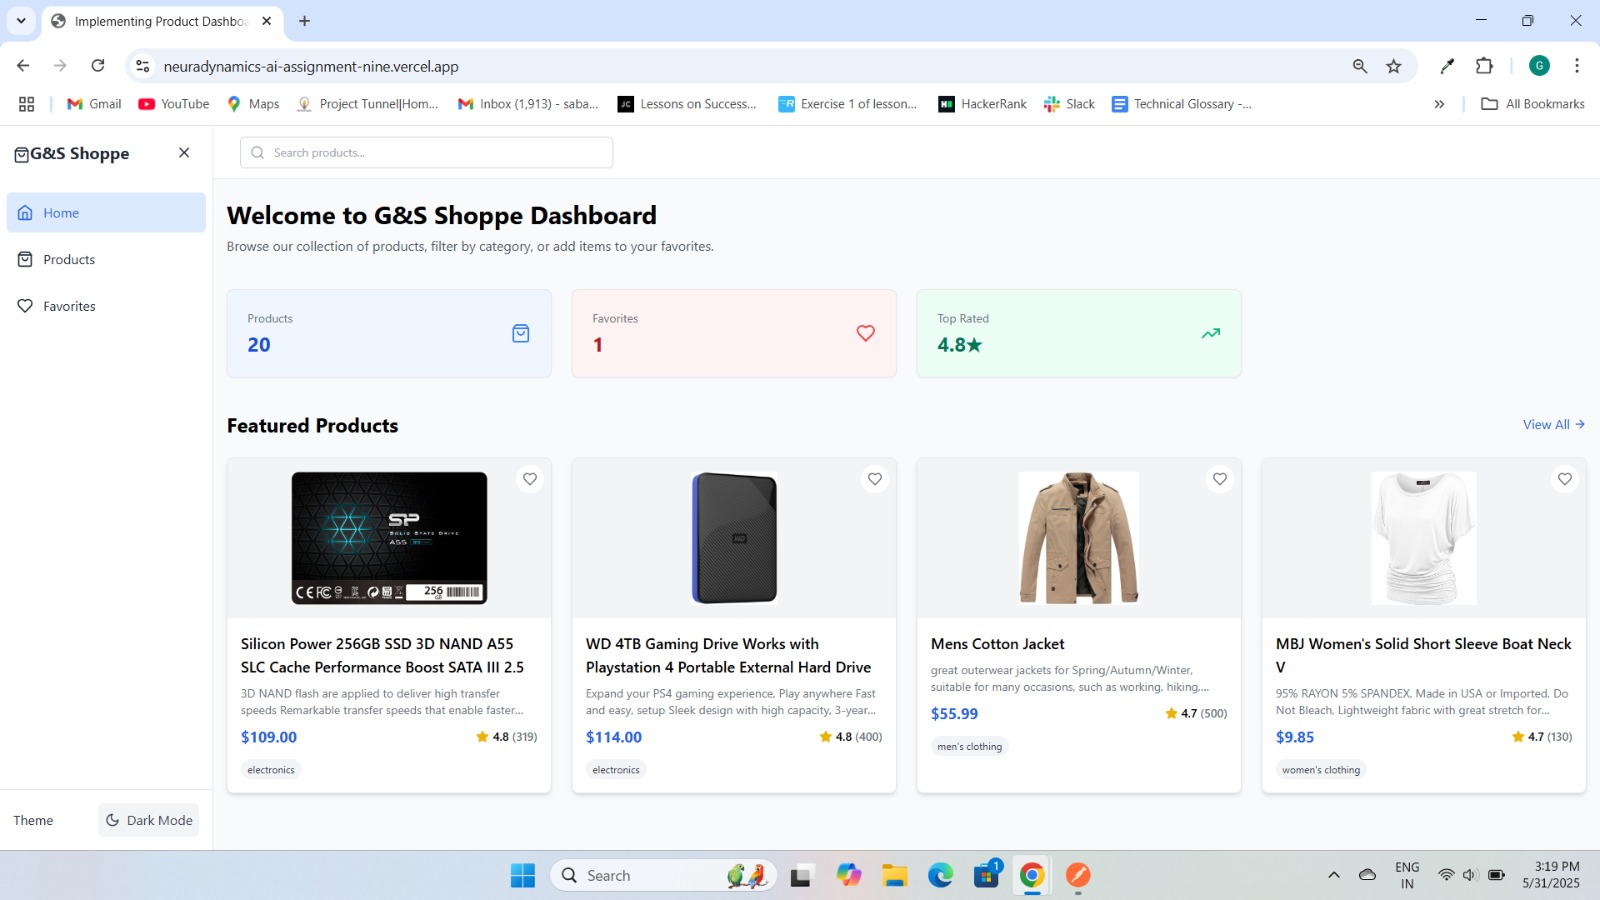 Implementing Product Dashboa
neuradynamics-ai-assignment-nine.vercel.app
G
Gmail
YouTube
Maps
Project Tunnel|Hom...
Inbox (1,913) - saba...
Lessons on Success...
Exercise 1 of lesson...
HackerRank
Slack
Technical Glossary -...
All Bookmarks
G&S Shoppe
Search products...
Home
Products
Favorites
Welcome to G&S Shoppe Dashboard
Browse our collection of products, filter by category, or add items to your favorites.
Products
20
Favorites
1
Top Rated
4.8★
Featured Products
View All →
SP
SOLID STATE DRIVE
A55
256
GB
WD
Silicon Power 256GB SSD 3D NAND A55
SLC Cache Performance Boost SATA III 2.5
3D NAND flash are applied to deliver high transfer
speeds Remarkable transfer speeds that enable faster...
$109.00
4.8 (319)
electronics
WD 4TB Gaming Drive Works with
Playstation 4 Portable External Hard Drive
Expand your PS4 gaming experience, Play anywhere Fast
and easy, setup Sleek design with high capacity, 3-year...
$114.00
4.8 (400)
electronics
Mens Cotton Jacket
great outerwear jackets for Spring/Autumn/Winter,
suitable for many occasions, such as working, hiking,...
$55.99
4.7 (500)
men's clothing
MBJ Women's Solid Short Sleeve Boat Neck
V
95% RAYON 5% SPANDEX, Made in USA or Imported, Do
Not Bleach, Lightweight fabric with great stretch for...
$9.85
4.7 (130)
women's clothing
Theme
Dark Mode
Search
1
ENG
IN
3:19 PM
5/31/2025